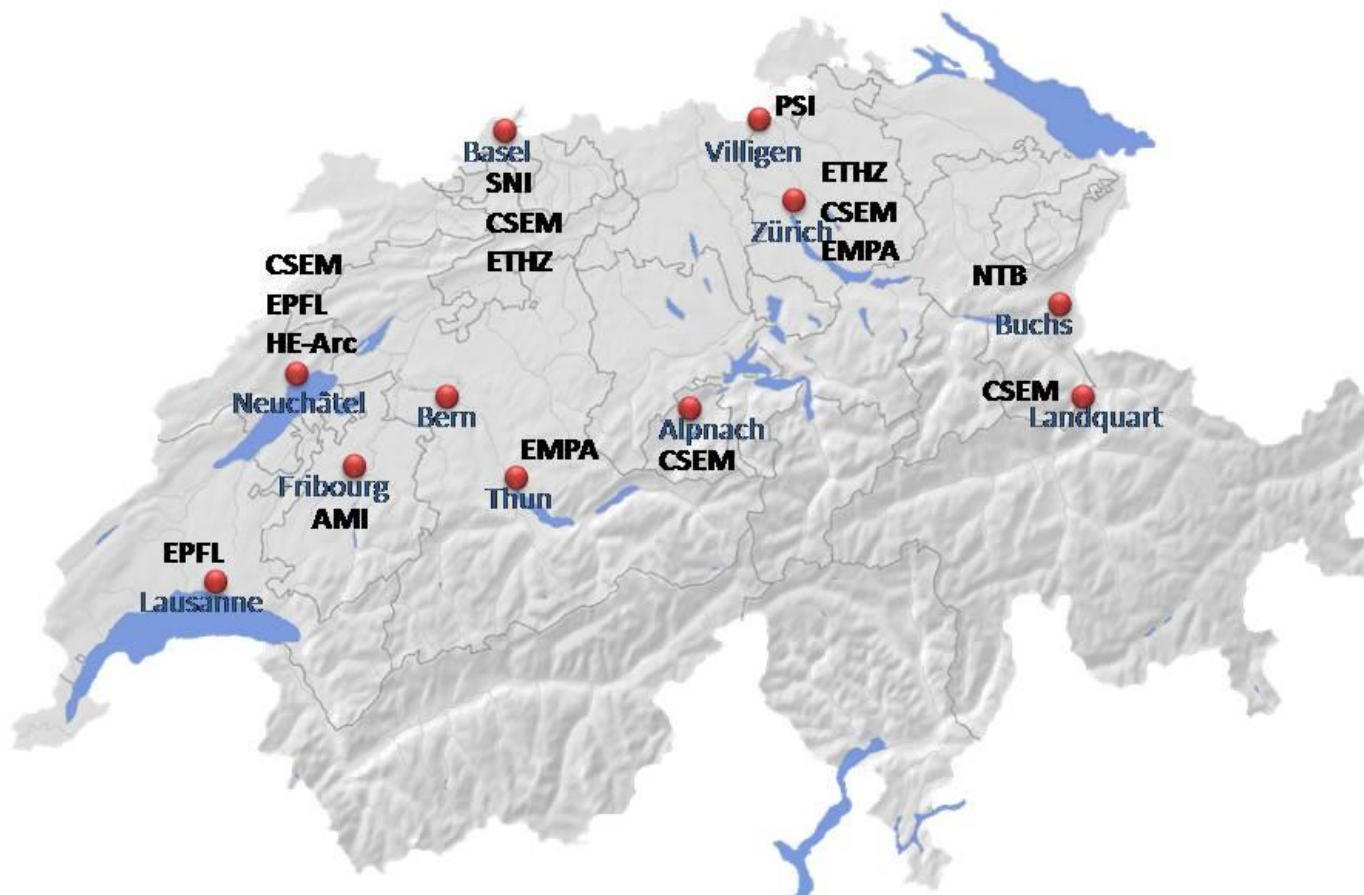 PSI
Basel
Villigen
SNI
ETHZ
CSEM
CSEM
Zürich
ETHZ
EMPA
CSEM
NTB
EPFL
Buchs
HE-Arc
Neuchâtel
Bern
CSEM
Landquart
Alpnach
CSEM
EMPA
Fribourg
Thun
AMI
EPFL
Lausanne